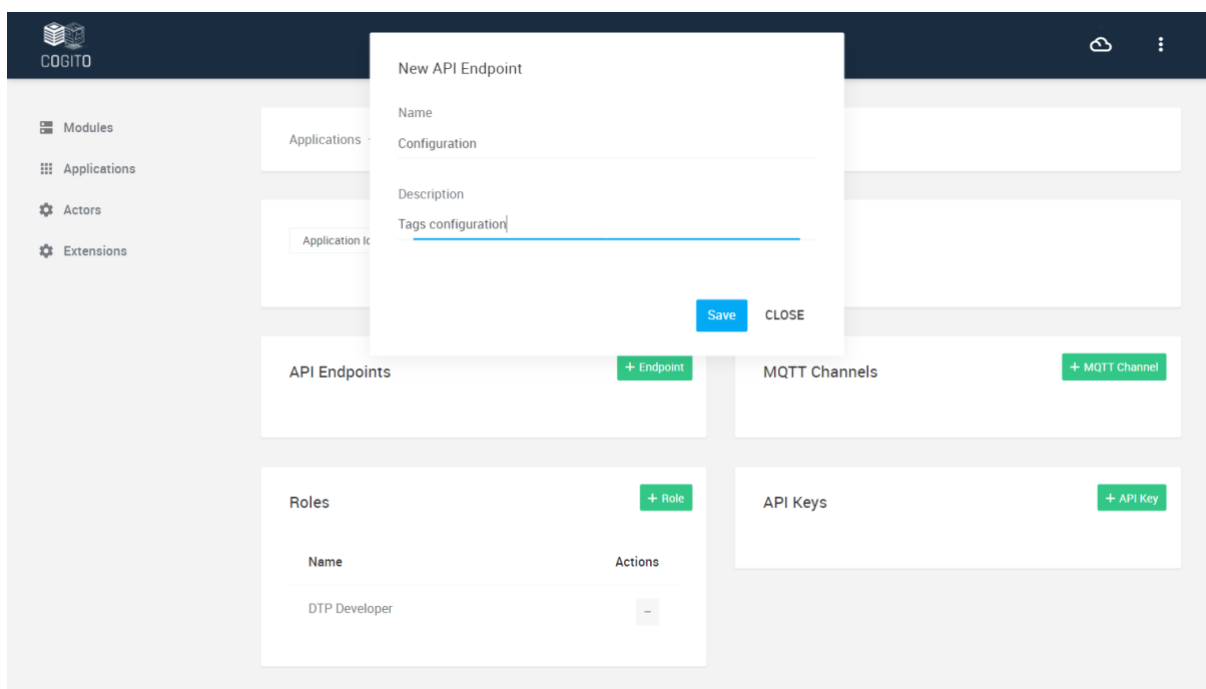 COGITO
New API Endpoint
Name
Configuration
Description
Tags configuration
Save CLOSE
Modules
Applications
Actors
Extensions
Applications
Application
API Endpoints + Endpoint
MQTT Channels + MQTT Channel
Roles + Role
Name Actions
DTP Developer –
API Keys + API Key